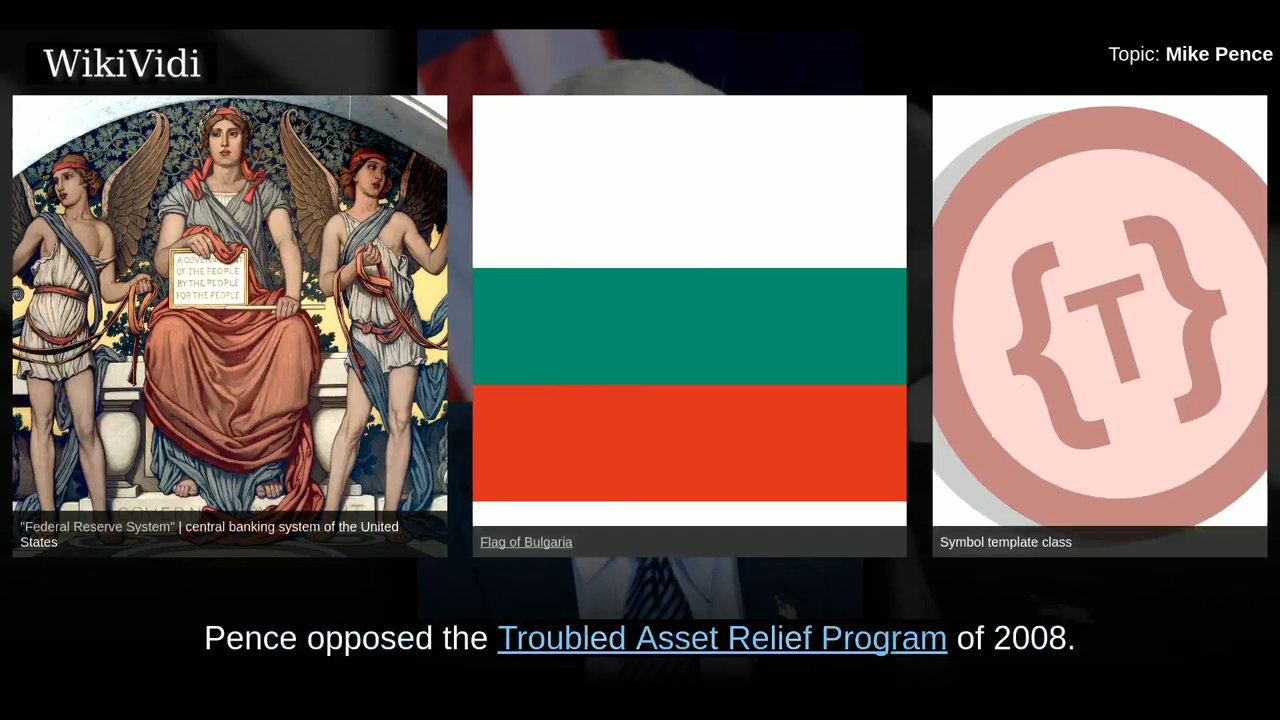 WikiVidi
Topic: Mike Pence
A GOVERNMENT
OF THE PEOPLE
BY THE PEOPLE
FOR THE PEOPLE
"Federal Reserve System" | central banking system of the United
States
Flag of Bulgaria
{T}
Symbol template class
Pence opposed the Troubled Asset Relief Program of 2008.